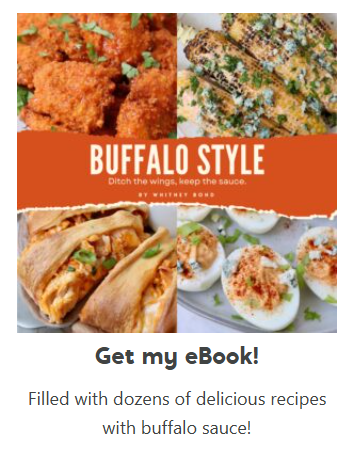 BUFFALO STYLE
Ditch the wings, keep the sauce.
BY WHITNEY BOND
Get my eBook!
Filled with dozens of delicious recipes
with buffalo sauce!